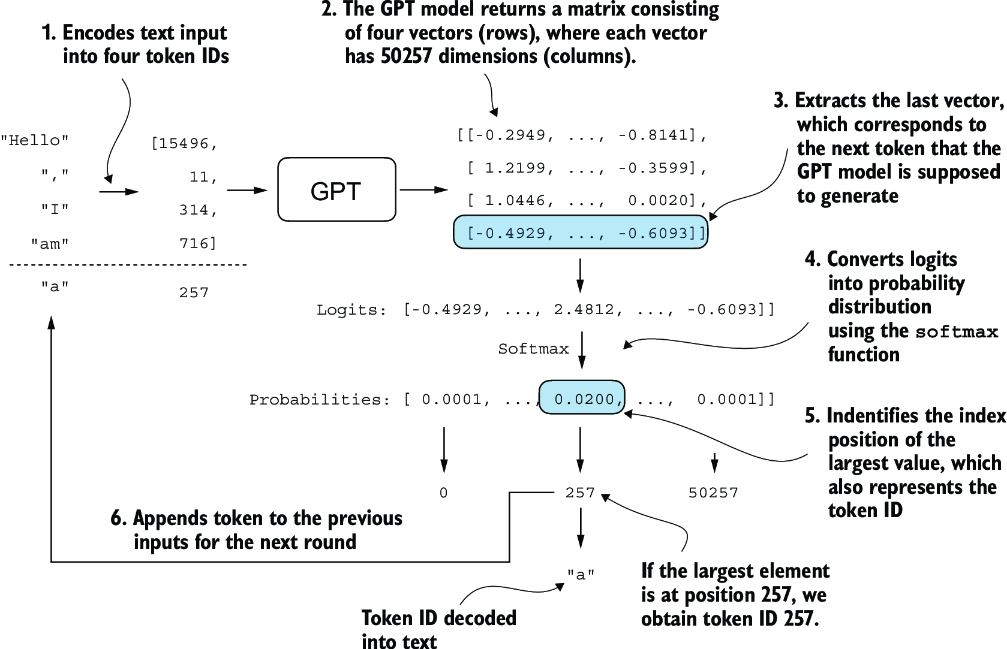 1. Encodes text input
into four token IDs
2. The GPT model returns a matrix consisting
of four vectors (rows), where each vector
has 50257 dimensions (columns).
3. Extracts the last vector,
which corresponds to
the next token that the
GPT model is supposed
to generate
"Hello" [15496,
"," 11,
"I" 314,
"am" 716]
"a" 257
GPT
[[-0.2949, ..., -0.8141],
[ 1.2199, ..., -0.3599],
[ 1.0446, ..., 0.0020],
[-0.4929, ..., -0.6093]]
4. Converts logits
into probability
distribution
using the softmax
function
Logits: [-0.4929, ..., 2.4812, ..., -0.6093]]
Softmax
Probabilities: [ 0.0001, ..., 0.0200, ..., 0.0001]]
5. Indentifies the index
position of the
largest value, which
also represents the
token ID
0 257 50257
6. Appends token to the previous
inputs for the next round
"a"
If the largest element
is at position 257, we
obtain token ID 257.
Token ID decoded
into text